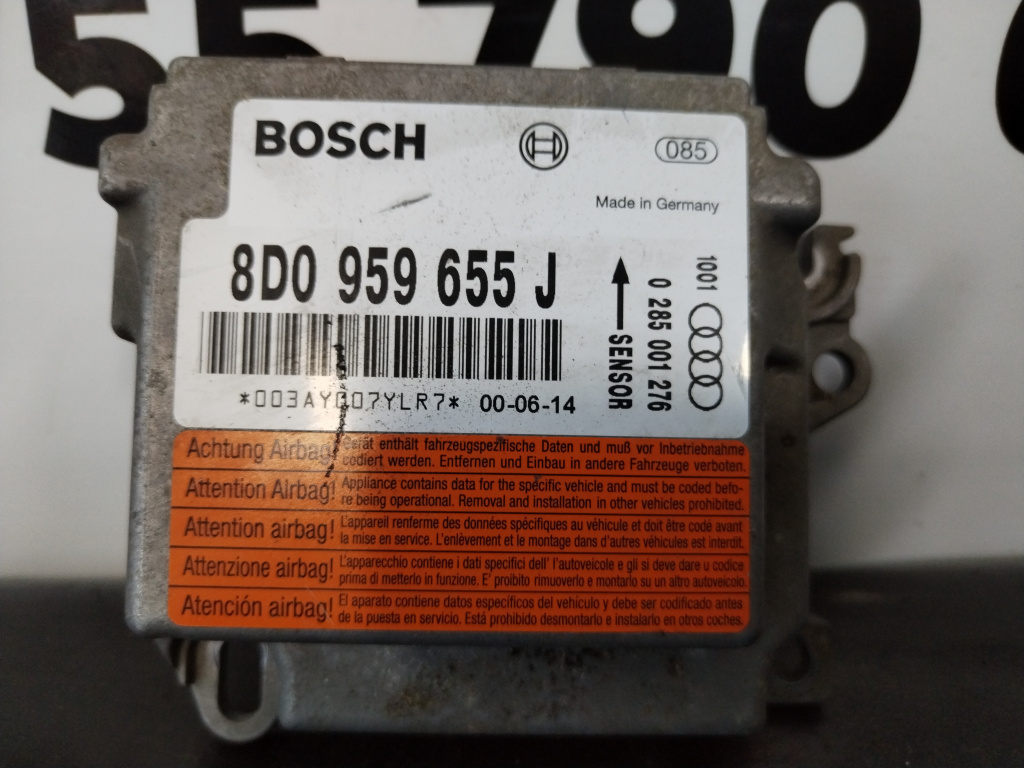 55 790
BOSCH
085
Made in Germany
8D0 959 655 J
SENSOR
0 285 001 276
1001
*003AY007YLR7* 00-06-14
Achtung Airbag! Gerät enthält fahrzeugspezifische Daten und muß vor Inbetriebnahme
codiert werden. Entfernen und Einbau in andere Fahrzeuge verboten.
Attention Airbag! Appliance contains data for the specific vehicle and must be coded befo-
re being operational. Removal and installation in other vehicles prohibited.
Attention airbag! L'appareil renferme des données spécifiques au véhicule et doit être codé avant
la mise en service. L'enlèvement et le montage dans d'autres véhicules est interdit.
Attenzione airbag! L'apparecchio contiene i dati specifici dell' l'autoveicolo e gli si deve dare u codice
prima di metterlo in funzione. E' proibito rimuoverlo e montarlo su un altro autoveicolo.
Atención airbag! El aparato contiene datos específicos del vehículo y debe ser codificado antes
de la puesta en servicio. Está prohibido desmontarlo e instalarlo en otros coches.